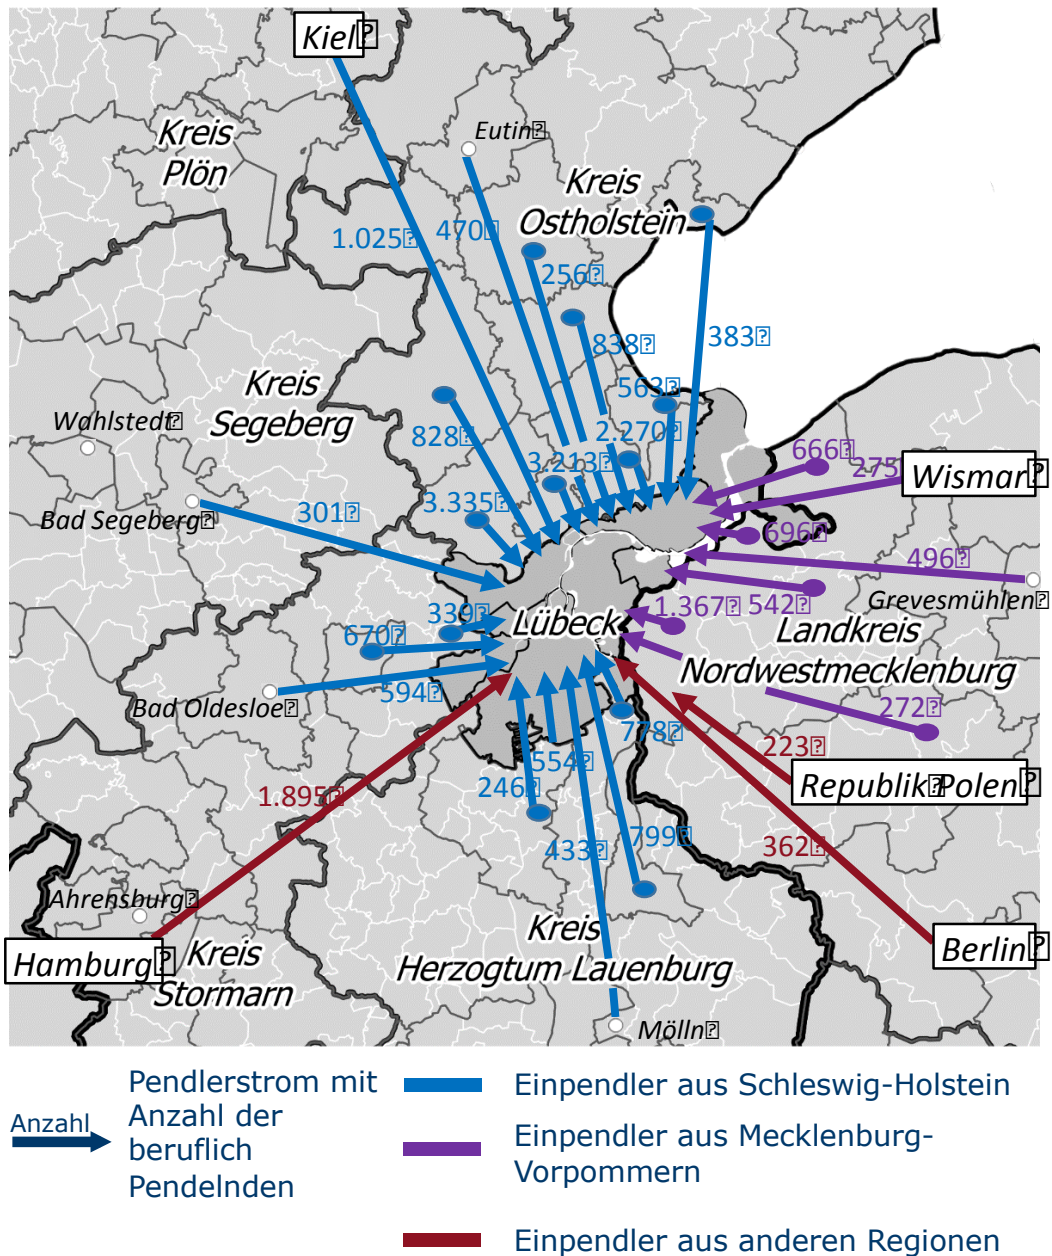 Kiel
Eutin
Kreis
Plön
Kreis
Ostholstein
1.025
470
256
383
838
563
Kreis
Segeberg
Wahlstedt
828
2.270
3.213
666
275
Wismar
3.335
Bad Segeberg
301
696
496
Grevesmühlen
542
1.367
339
670
Lübeck
Landkreis
Nordwestmecklenburg
594
Bad Oldesloe
272
778
223
554
246
Republik Polen
1.895
433
799
362
Ahrensburg
Kreis
Herzogtum Lauenburg
Hamburg
Kreis
Stormarn
Berlin
Mölln
Anzahl
Pendlerstrom mit
Anzahl der
beruflich
Pendelnden
Einpendler aus Schleswig-Holstein
Einpendler aus Mecklenburg-
Vorpommern
Einpendler aus anderen Regionen